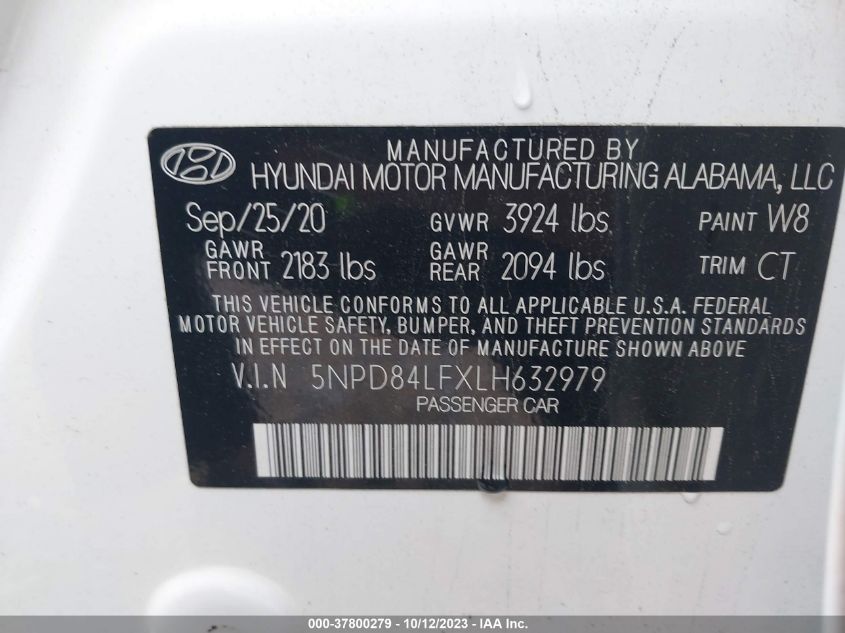 MANUFACTURED BY
HYUNDAI MOTOR MANUFACTURING ALABAMA, LLC
Sep/25/20 GVWR 3924 lbs PAINT W8
GAWR FRONT 2183 lbs GAWR REAR 2094 lbs TRIM CT
THIS VEHICLE CONFORMS TO ALL APPLICABLE U.S.A. FEDERAL
MOTOR VEHICLE SAFETY, BUMPER, AND THEFT PREVENTION STANDARDS
IN EFFECT ON THE DATE OF MANUFACTURE SHOWN ABOVE
V.I.N 5NPD84LFXLH632979
PASSENGER CAR
000-37800279 - 10/12/2023 - IAA Inc.